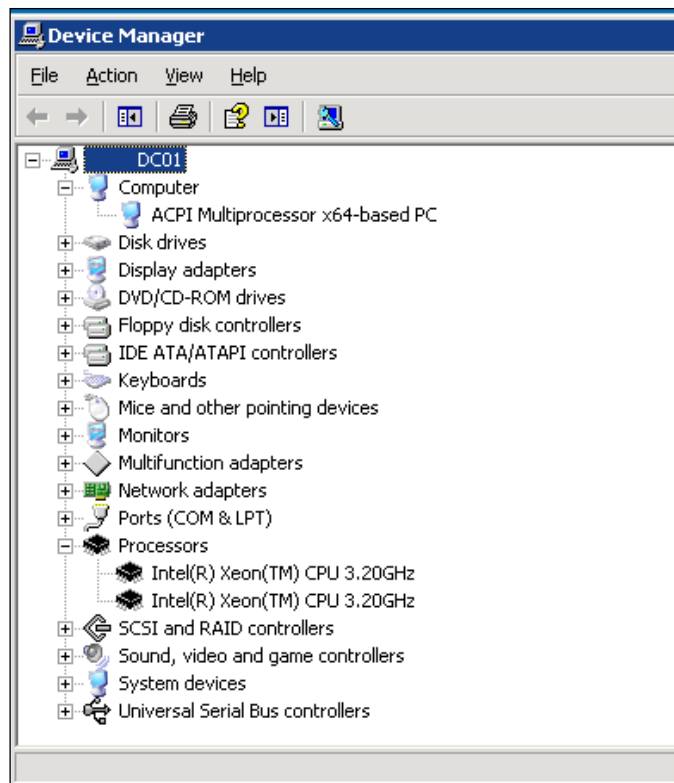 Device Manager
File Action View Help
DC01
Computer
ACPI Multiprocessor x64-based PC
Disk drives
Display adapters
DVD/CD-ROM drives
Floppy disk controllers
IDE ATA/ATAPI controllers
Keyboards
Mice and other pointing devices
Monitors
Multifunction adapters
Network adapters
Ports (COM & LPT)
Processors
Intel(R) Xeon(TM) CPU 3.20GHz
Intel(R) Xeon(TM) CPU 3.20GHz
SCSI and RAID controllers
Sound, video and game controllers
System devices
Universal Serial Bus controllers